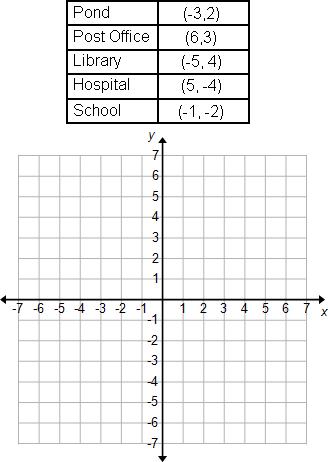 Pond (-3,2)
Post Office (6,3)
Library (-5, 4)
Hospital (5, -4)
School (-1, -2)
y
7
6
5
4
3
2
1
-7 -6 -5 -4 -3 -2 -1 1 2 3 4 5 6 7
x
-1
-2
-3
-4
-5
-6
-7